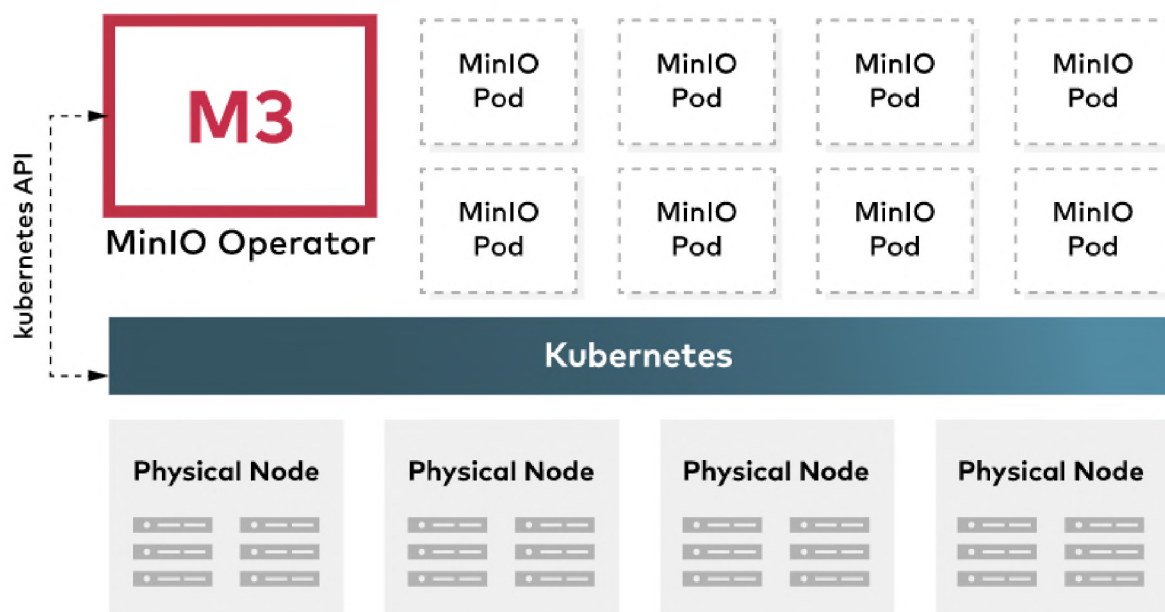 M3
MinIO Operator
kubernetes API
MinIO
Pod
MinIO
Pod
MinIO
Pod
MinIO
Pod
MinIO
Pod
MinIO
Pod
MinIO
Pod
MinIO
Pod
Kubernetes
Physical Node
Physical Node
Physical Node
Physical Node